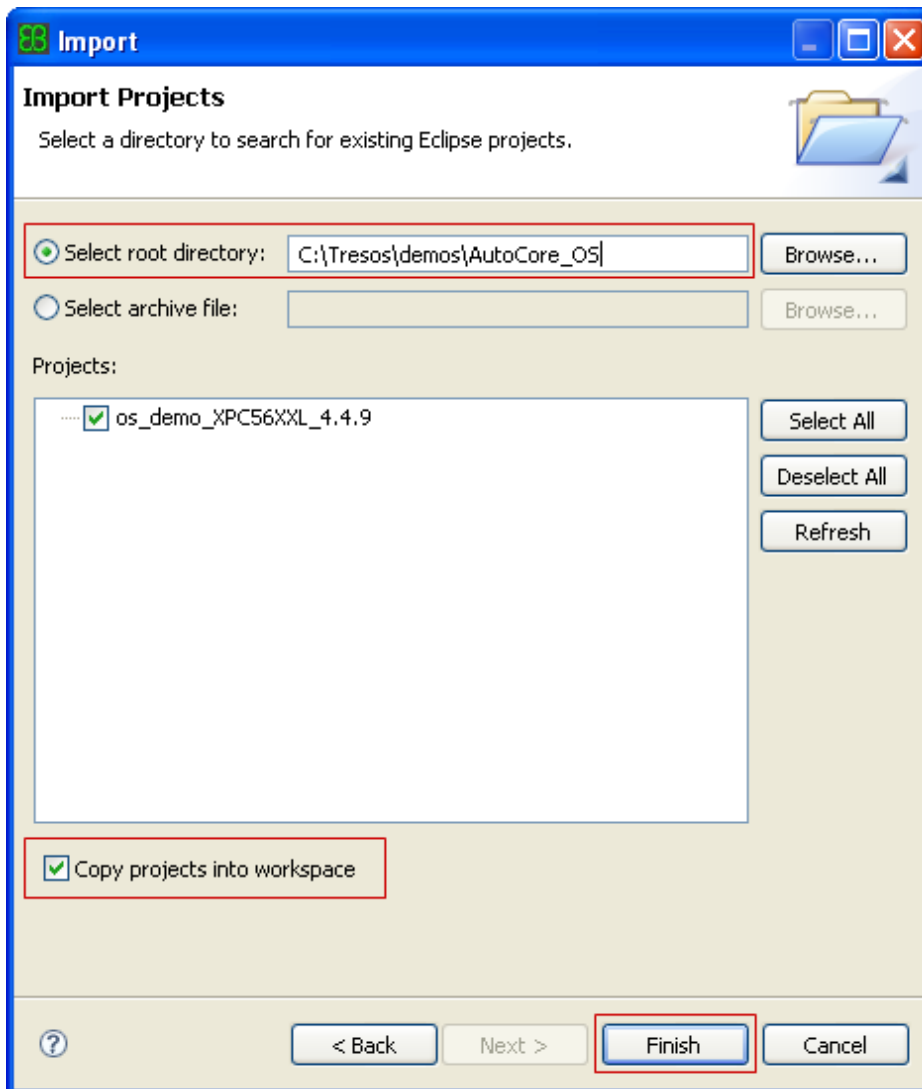 Import
Import Projects
Select a directory to search for existing Eclipse projects.
Select root directory: C:\Tresos\demos\AutoCore_OS Browse...
Select archive file: Browse...
Projects:
os_demo_XPC56XXL_4.4.9
Select All
Deselect All
Refresh
Copy projects into workspace
< Back Next > Finish Cancel